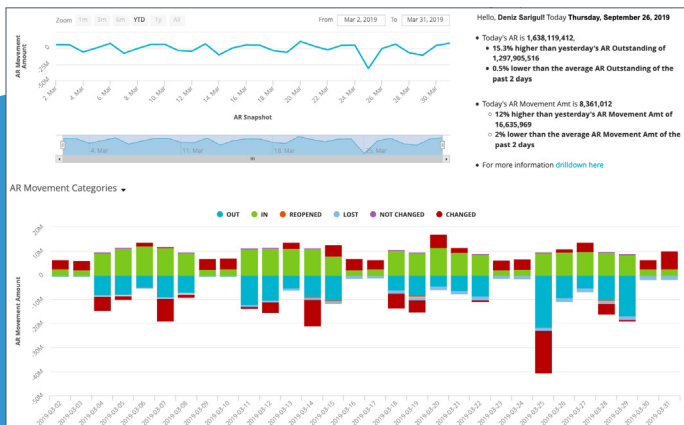 Zoom 1m 3m 6m YTD 1y All
From Mar 2, 2019 To Mar 31, 2019
AR Movement
Amount
0
-25M
-50M
2. Mar
4. Mar
6. Mar
8. Mar
10. Mar
12. Mar
14. Mar
16. Mar
18. Mar
20. Mar
22. Mar
24. Mar
26. Mar
28. Mar
30. Mar
AR Snapshot
4. Mar 11. Mar 18. Mar 25. Mar
Hello, Deniz Sarigul! Today Thursday, September 26, 2019
Today's AR is 1,638,119,412,
15.3% higher than yesterday's AR Outstanding of
1,297,905,516
0.5% lower than the average AR Outstanding of the
past 2 days
Today's AR Movement Amt is 8,361,012
12% higher than yesterday's AR Movement Amt of
16,635,969
2% lower than the average AR Movement Amt of the
past 2 days
For more information drilldown here
AR Movement Categories
OUT IN REOPENED LOST NOT CHANGED CHANGED
AR Movement Amount
20M
10M
0
-10M
-20M
-30M
-40M
-50M
2019-03-02
2019-03-03
2019-03-04
2019-03-05
2019-03-06
2019-03-07
2019-03-08
2019-03-09
2019-03-10
2019-03-11
2019-03-12
2019-03-13
2019-03-14
2019-03-15
2019-03-16
2019-03-17
2019-03-18
2019-03-19
2019-03-20
2019-03-21
2019-03-22
2019-03-23
2019-03-24
2019-03-25
2019-03-26
2019-03-27
2019-03-28
2019-03-29
2019-03-30
2019-03-31